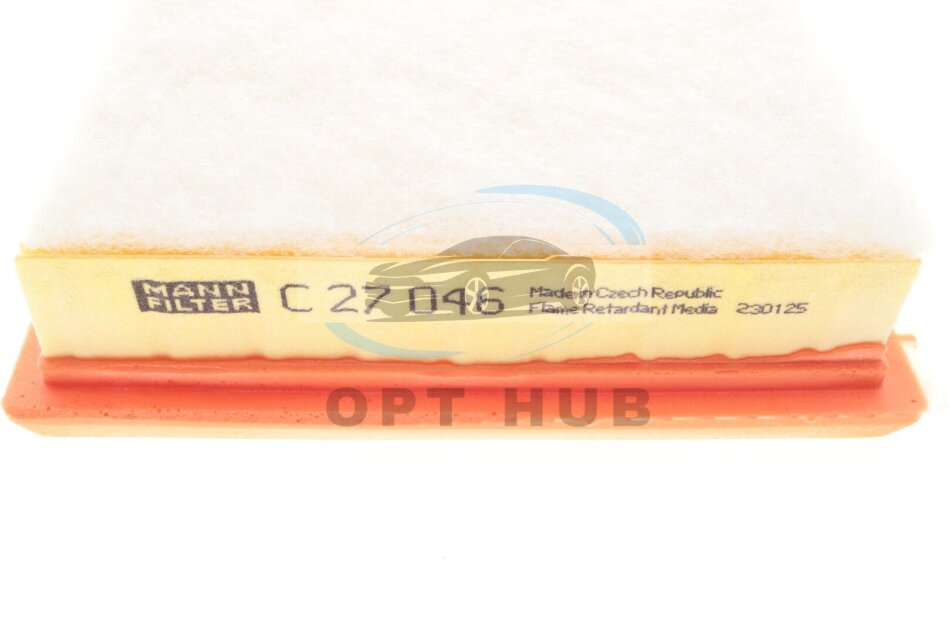 MANN
FILTER
C 27 046
Made in Czech Republic
Flame Retardant Media 230125
OPT HUB